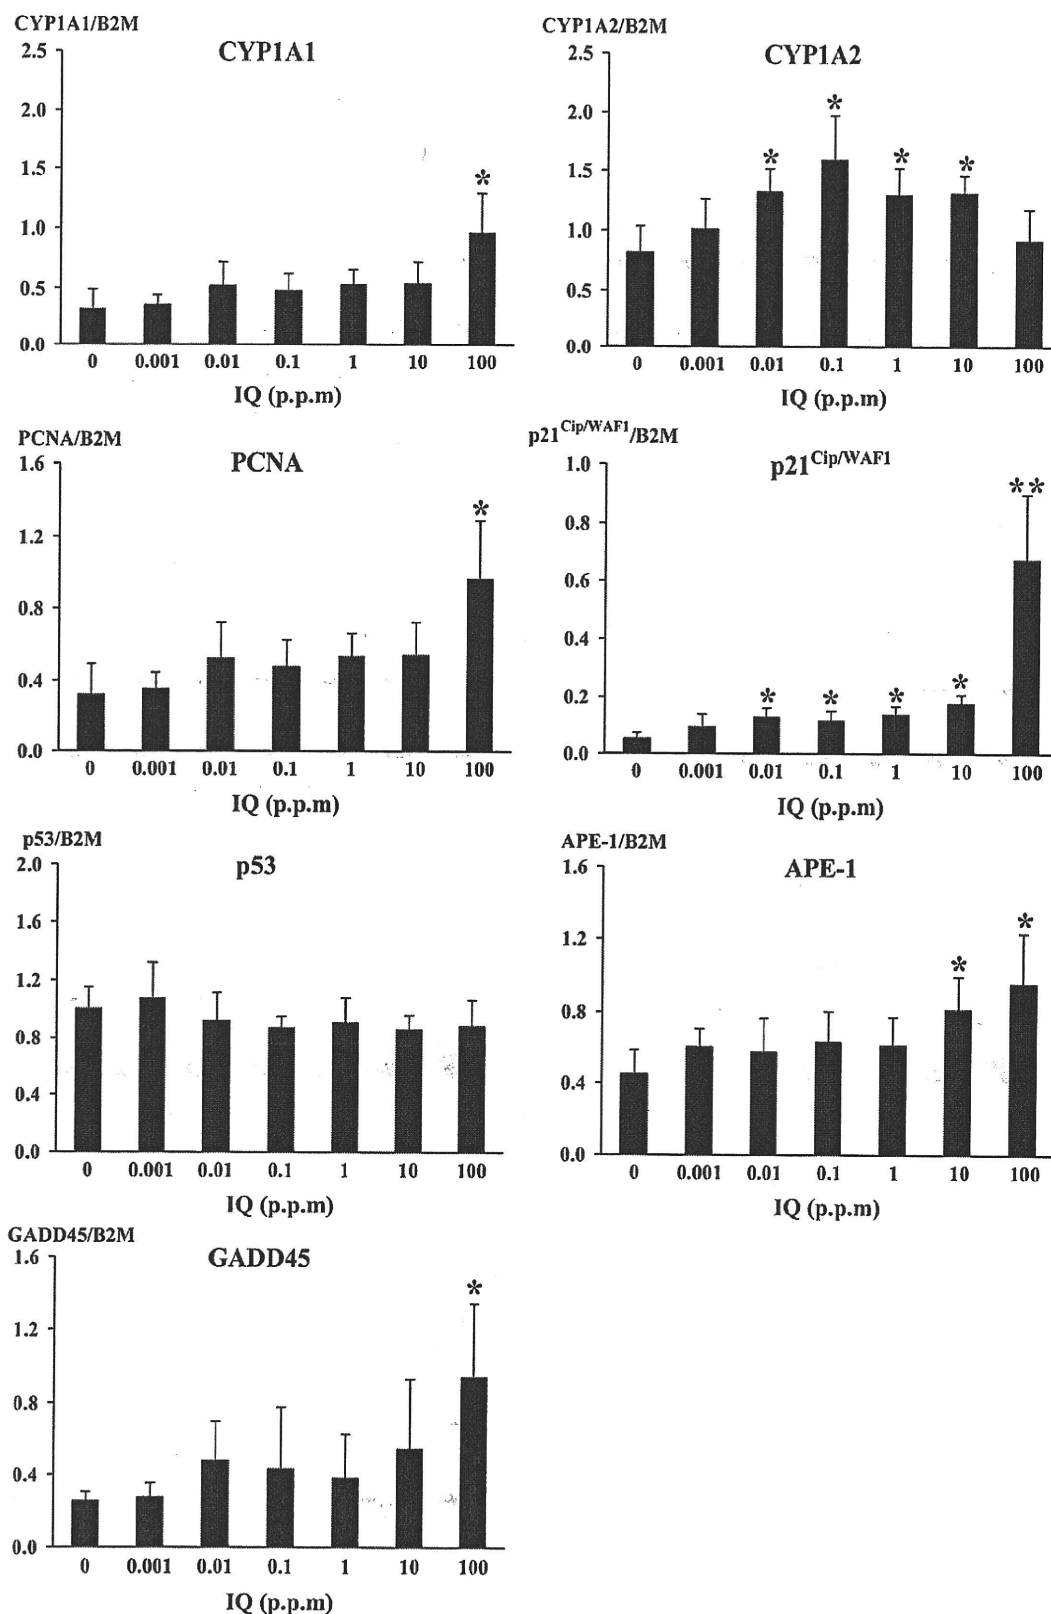 CYP1A1/B2M
CYP1A1
2.5
2.0
1.5
*
1.0
0.5
0.0
0 0.001 0.01 0.1 1 10 100
IQ (p.p.m)
CYP1A2/B2M
CYP1A2
2.5
2.0
1.5
* * * *
1.0
0.5
0.0
0 0.001 0.01 0.1 1 10 100
IQ (p.p.m)
PCNA/B2M
PCNA
1.6
*
1.2
0.8
0.4
0.0
0 0.001 0.01 0.1 1 10 100
IQ (p.p.m)
p21Cip/WAF1/B2M
p21Cip/WAF1
1.0
**
0.8
0.6
0.4
0.2
* * * *
0.0
0 0.001 0.01 0.1 1 10 100
IQ (p.p.m)
p53/B2M
p53
2.0
1.6
1.2
0.8
0.4
0.0
0 0.001 0.01 0.1 1 10 100
IQ (p.p.m)
APE-1/B2M
APE-1
1.6
* *
1.2
0.8
0.4
0.0
0 0.001 0.01 0.1 1 10 100
IQ (p.p.m)
GADD45/B2M
GADD45
1.6
*
1.2
0.8
0.4
0.0
0 0.001 0.01 0.1 1 10 100
IQ (p.p.m)